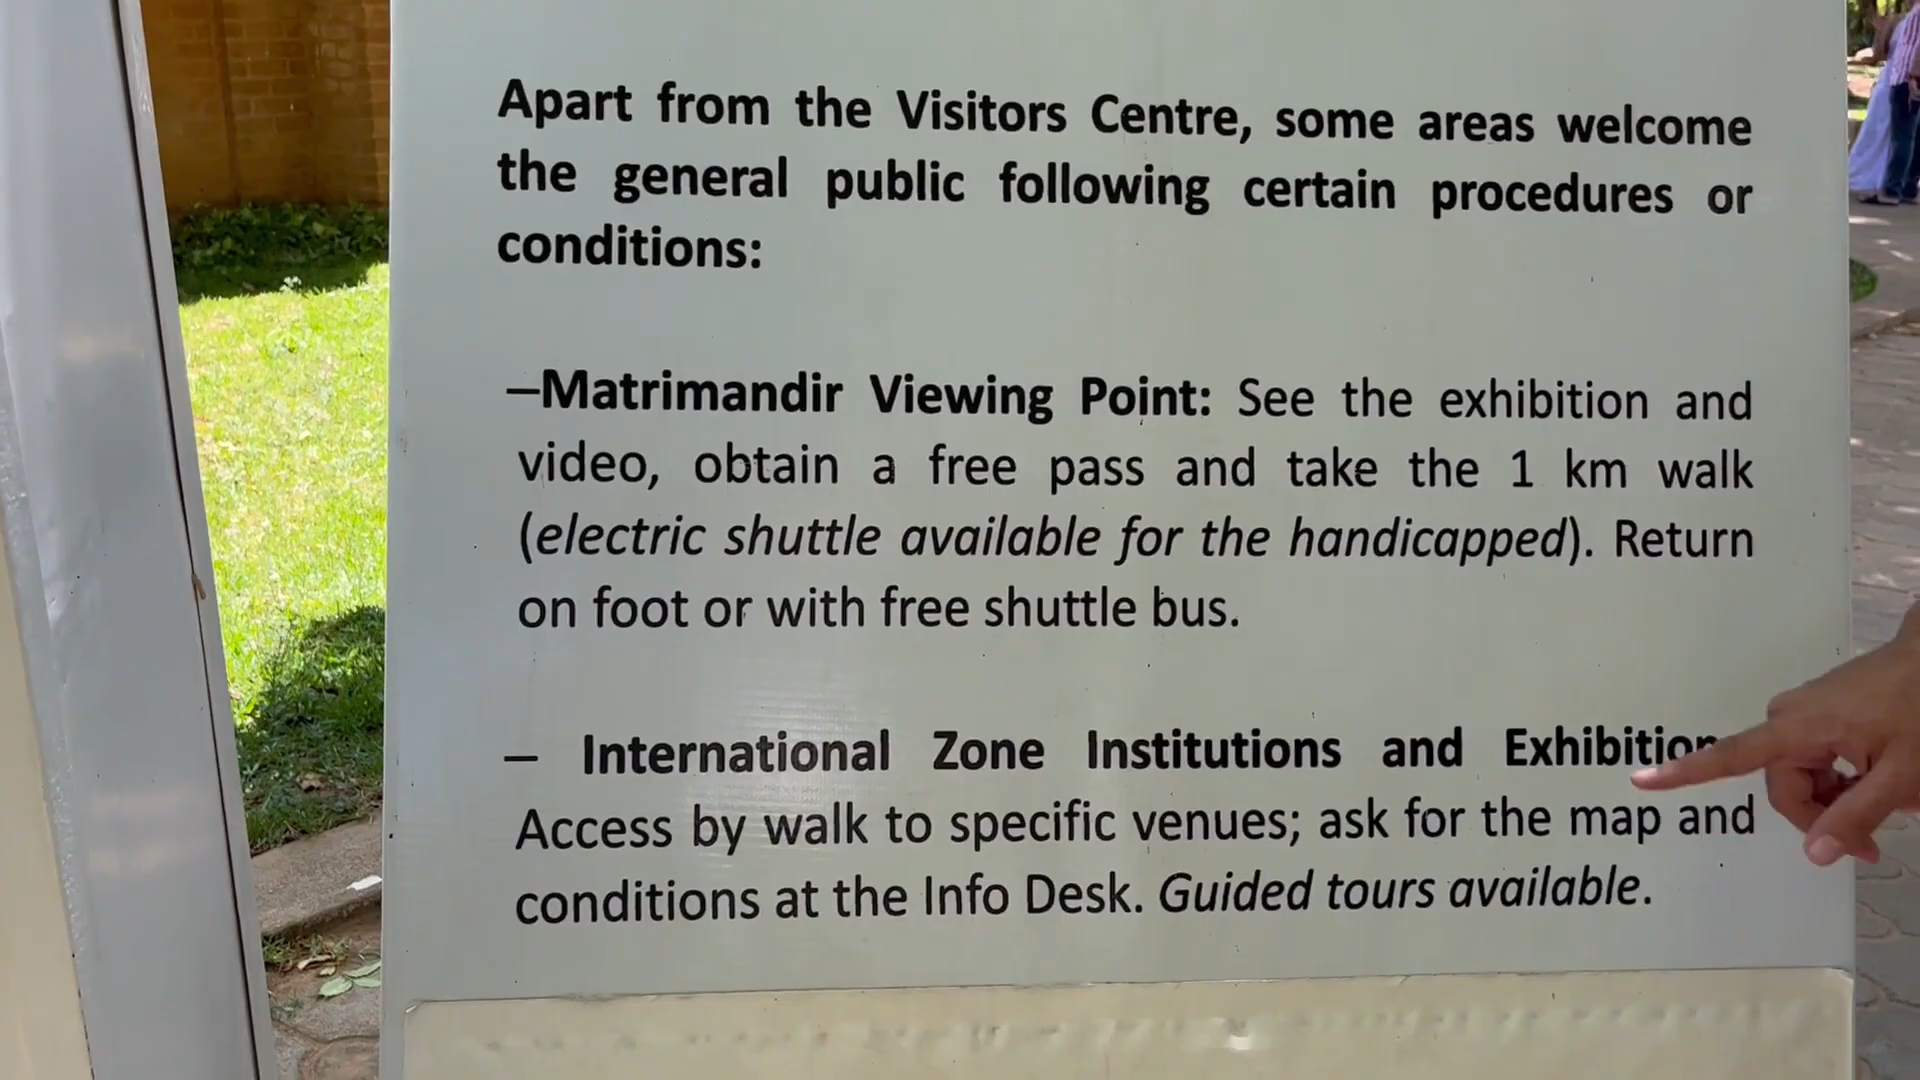 Apart from the Visitors Centre, some areas welcome
the general public following certain procedures or
conditions:
–Matrimandir Viewing Point: See the exhibition and
video, obtain a free pass and take the 1 km walk
(electric shuttle available for the handicapped). Return
on foot or with free shuttle bus.
– International Zone Institutions and
Access by walk to specific venues; ask for the map and
conditions at the Info Desk. Guided tours available.